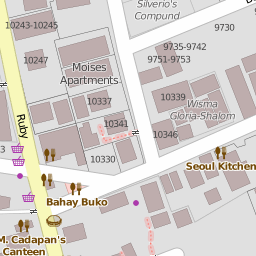 Silverio's
Compund
10243-10245
9730
9735-9742
9751-9753
10247
Moises
Apartments
10337
10339
Wisma
Gloria-Shalom
Ruby
10341
10346
10330
Seoul Kitchen
Bahay Buko
M. Cadapan's
Canteen